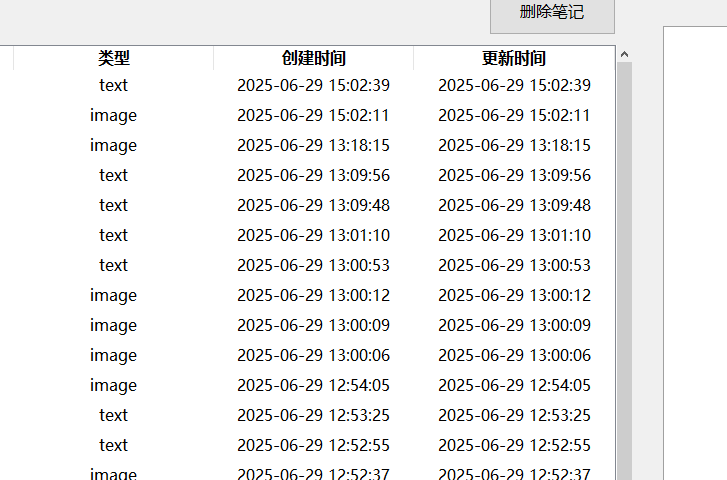 删除笔记
类型 创建时间 更新时间
text 2025-06-29 15:02:39 2025-06-29 15:02:39
image 2025-06-29 15:02:11 2025-06-29 15:02:11
image 2025-06-29 13:18:15 2025-06-29 13:18:15
text 2025-06-29 13:09:56 2025-06-29 13:09:56
text 2025-06-29 13:09:48 2025-06-29 13:09:48
text 2025-06-29 13:01:10 2025-06-29 13:01:10
text 2025-06-29 13:00:53 2025-06-29 13:00:53
image 2025-06-29 13:00:12 2025-06-29 13:00:12
image 2025-06-29 13:00:09 2025-06-29 13:00:09
image 2025-06-29 13:00:06 2025-06-29 13:00:06
image 2025-06-29 12:54:05 2025-06-29 12:54:05
text 2025-06-29 12:53:25 2025-06-29 12:53:25
text 2025-06-29 12:52:55 2025-06-29 12:52:55
image 2025-06-29 12:52:37 2025-06-29 12:52:37